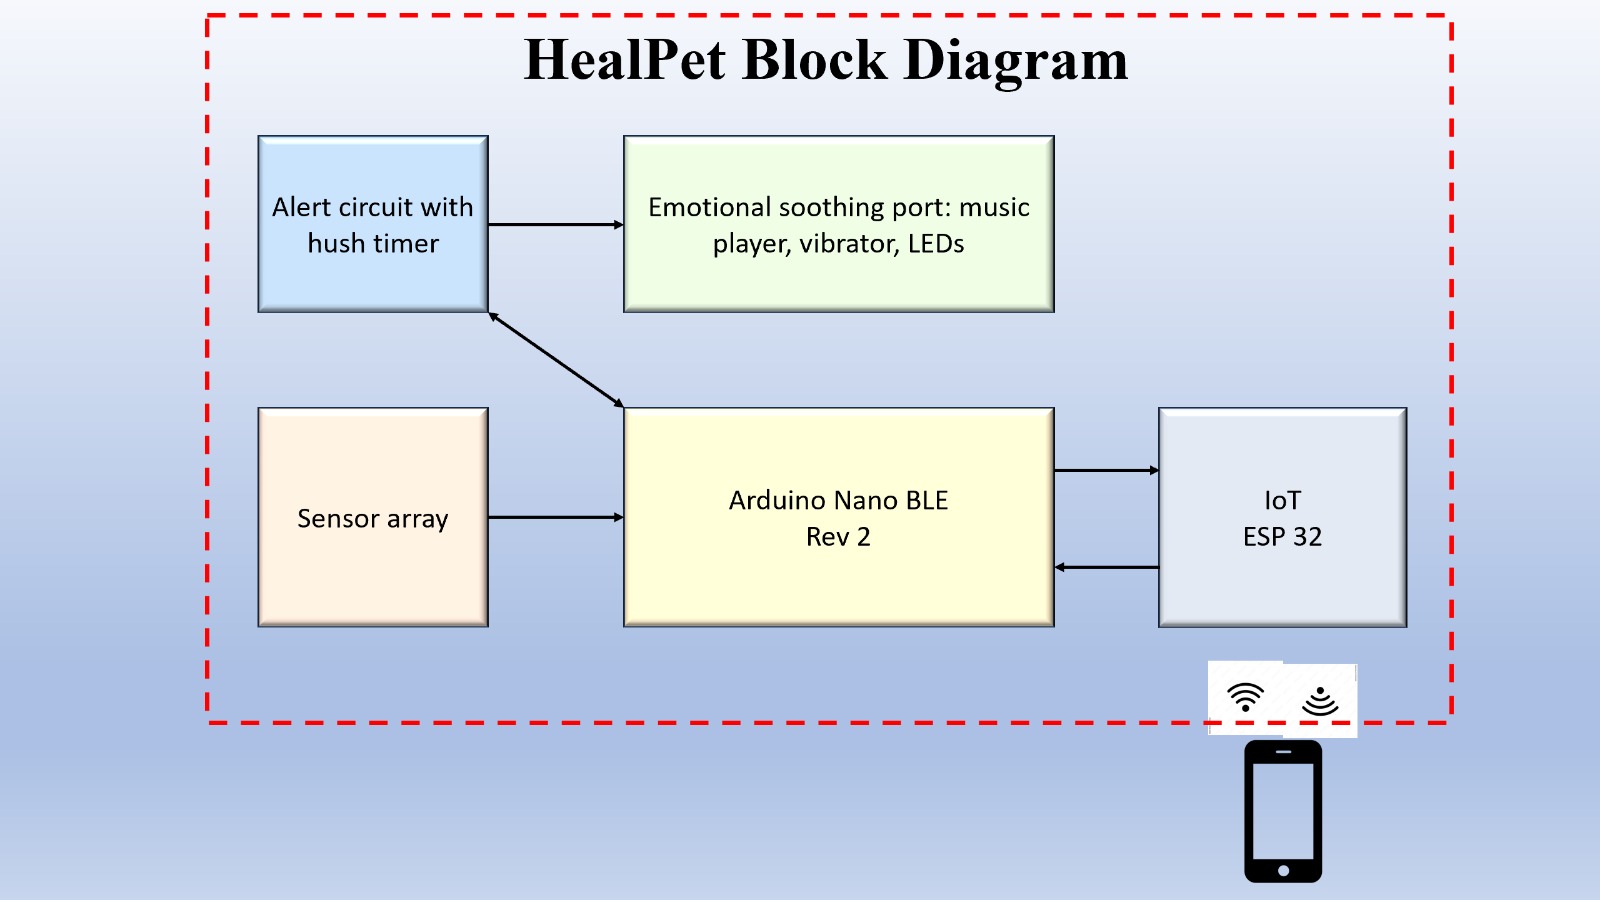 HealPet Block Diagram
Alert circuit with
hush timer
Emotional soothing port: music
player, vibrator, LEDs
Sensor array
Arduino Nano BLE
Rev 2
IoT
ESP 32